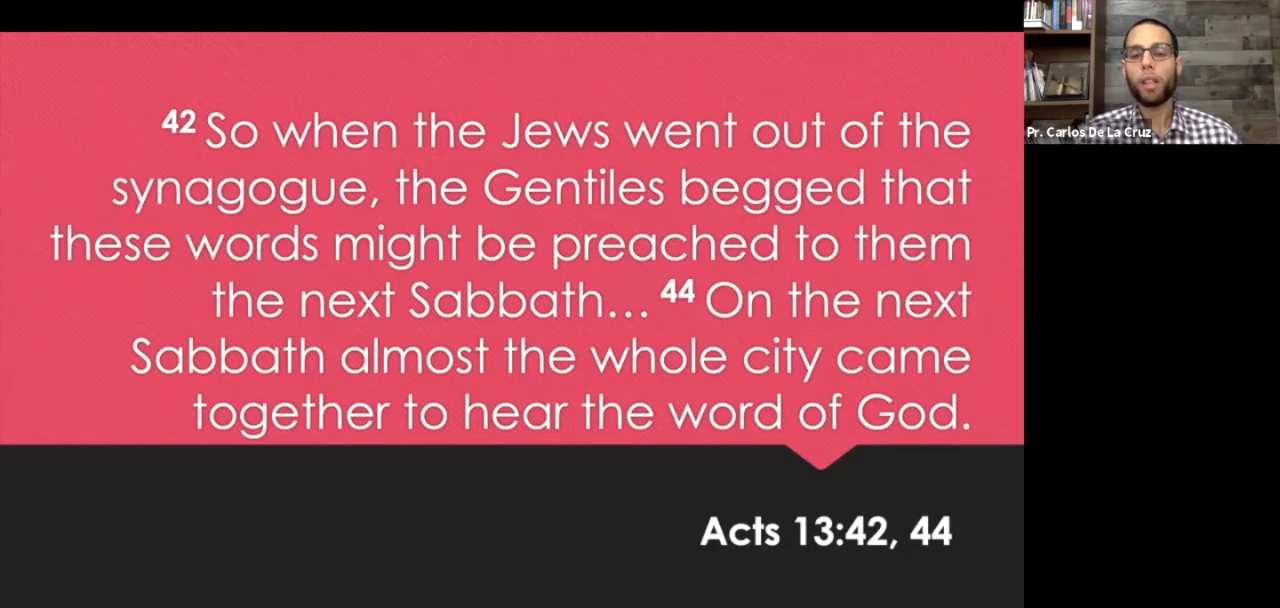 42 So when the Jews went out of the
synagogue, the Gentiles begged that
these words might be preached to them
the next Sabbath... 44 On the next
Sabbath almost the whole city came
together to hear the word of God.
Acts 13:42, 44
Pr. Carlos De La Cruz